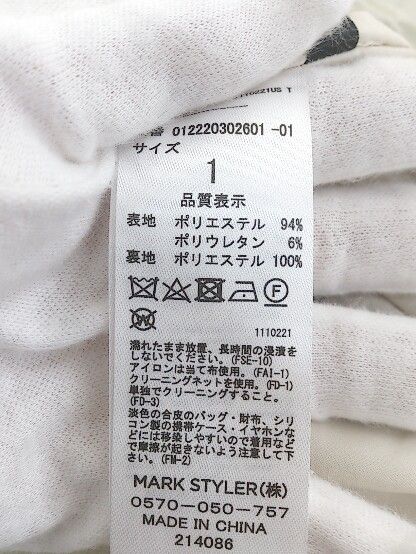 番 012220302601 -01
サイズ
1
品質表示
表地 ポリエステル 94%
ポリウレタン 6%
裏地 ポリエステル 100%
F
W
1110221
濡れたまま放置、長時間の浸漬を
しないでください。(FSE-10)
アイロンは当て布使用。(FAI-1)
クリーニングネットを使用。(FD-1)
単独でクリーニングすること。
(FD-3)
淡色の合皮のバッグ・財布、シリ
コン製の携帯ケース・イヤホンな
どには移染しやすいので着用など
で摩擦が起きないよう注意して下
さい。(FM-2)
MARK STYLER(株)
0570-050-757
MADE IN CHINA
214086